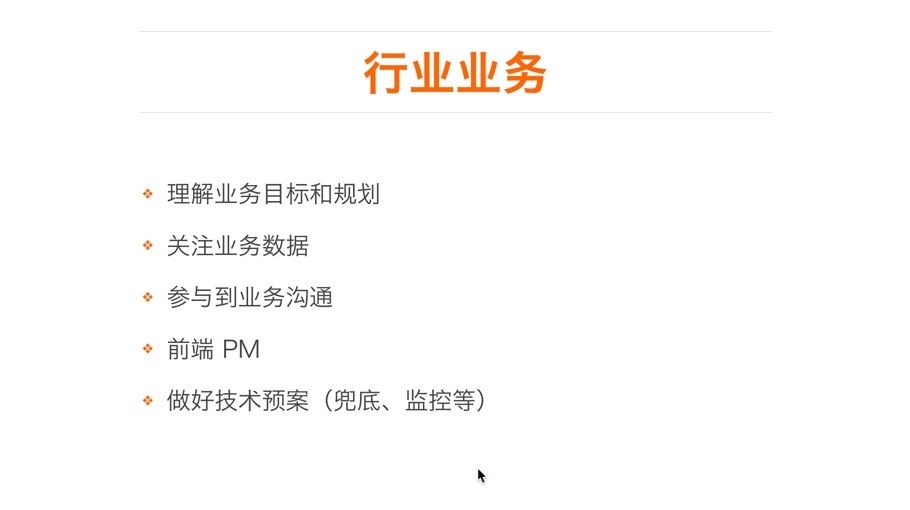 行业业务
理解业务目标和规划
关注业务数据
参与到业务沟通
前端 PM
做好技术预案（兜底、监控等）